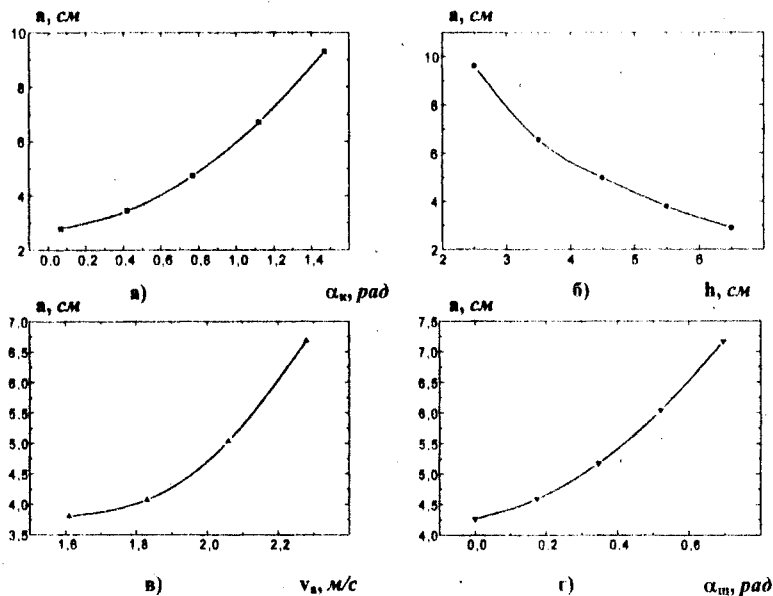 a, см
10
8
6
4
2
0.0 0,2 0,4 0,6 0,8 1,0 1,2 1,4
а) αк, рад
a, см
10
8
6
4
2
2 3 4 5 6
б) h, см
a, см
7.0
6,5
6.0
5,5
5.0
4,5
4.0
3.5
1,6 1,8 2,0 2,2
в) vв, м/с
a, см
7,5
7.0
6,5
6.0
5,5
5,0
4.5
4,0
0,0 0,2 0.4 0,6
г) αш, рад